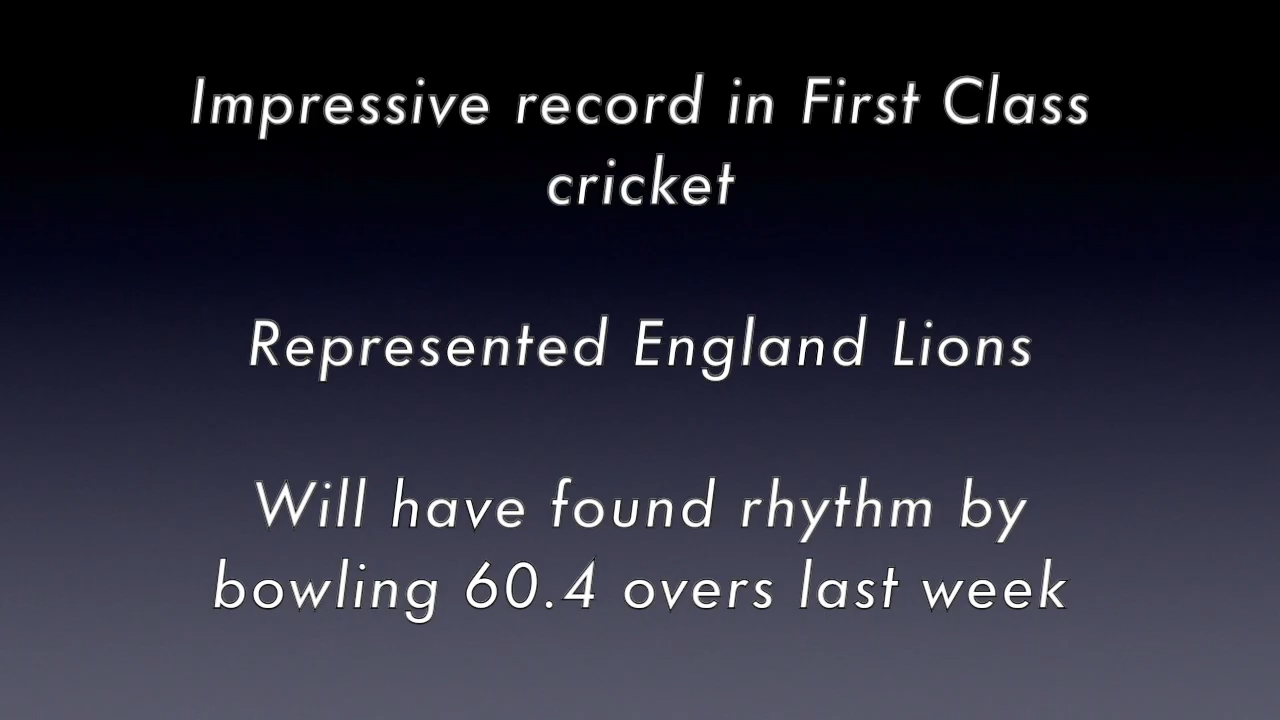 Impressive record in First Class
cricket
Represented England Lions
Will have found rhythm by
bowling 60.4 overs last week